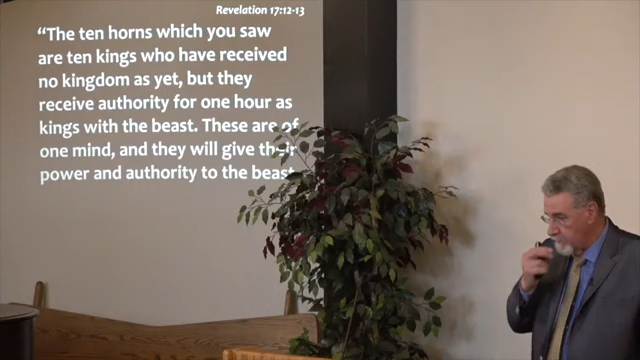 Revelation 17:12-13
“The ten horns which you saw
are ten kings who have received
no kingdom as yet, but they
receive authority for one hour as
kings with the beast. These are of
one mind, and they will give their
power and authority to the beast